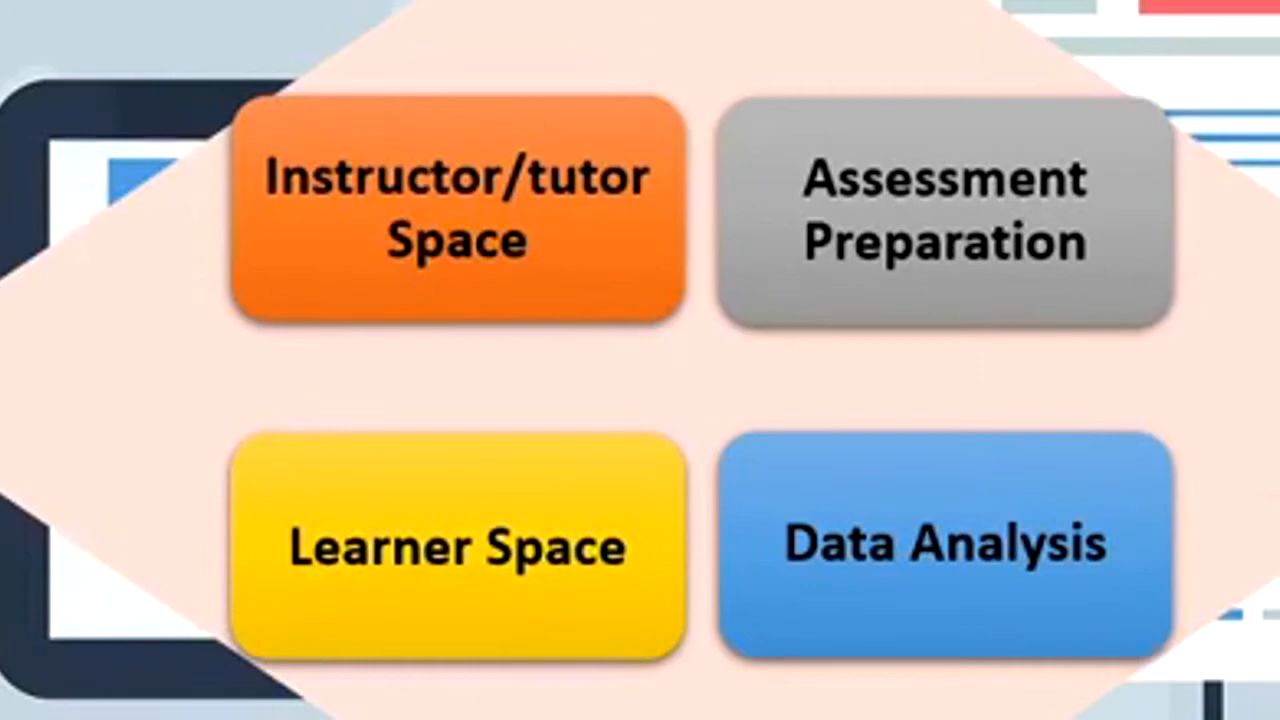 Instructor/tutor
Space
Assessment
Preparation
Learner Space
Data Analysis